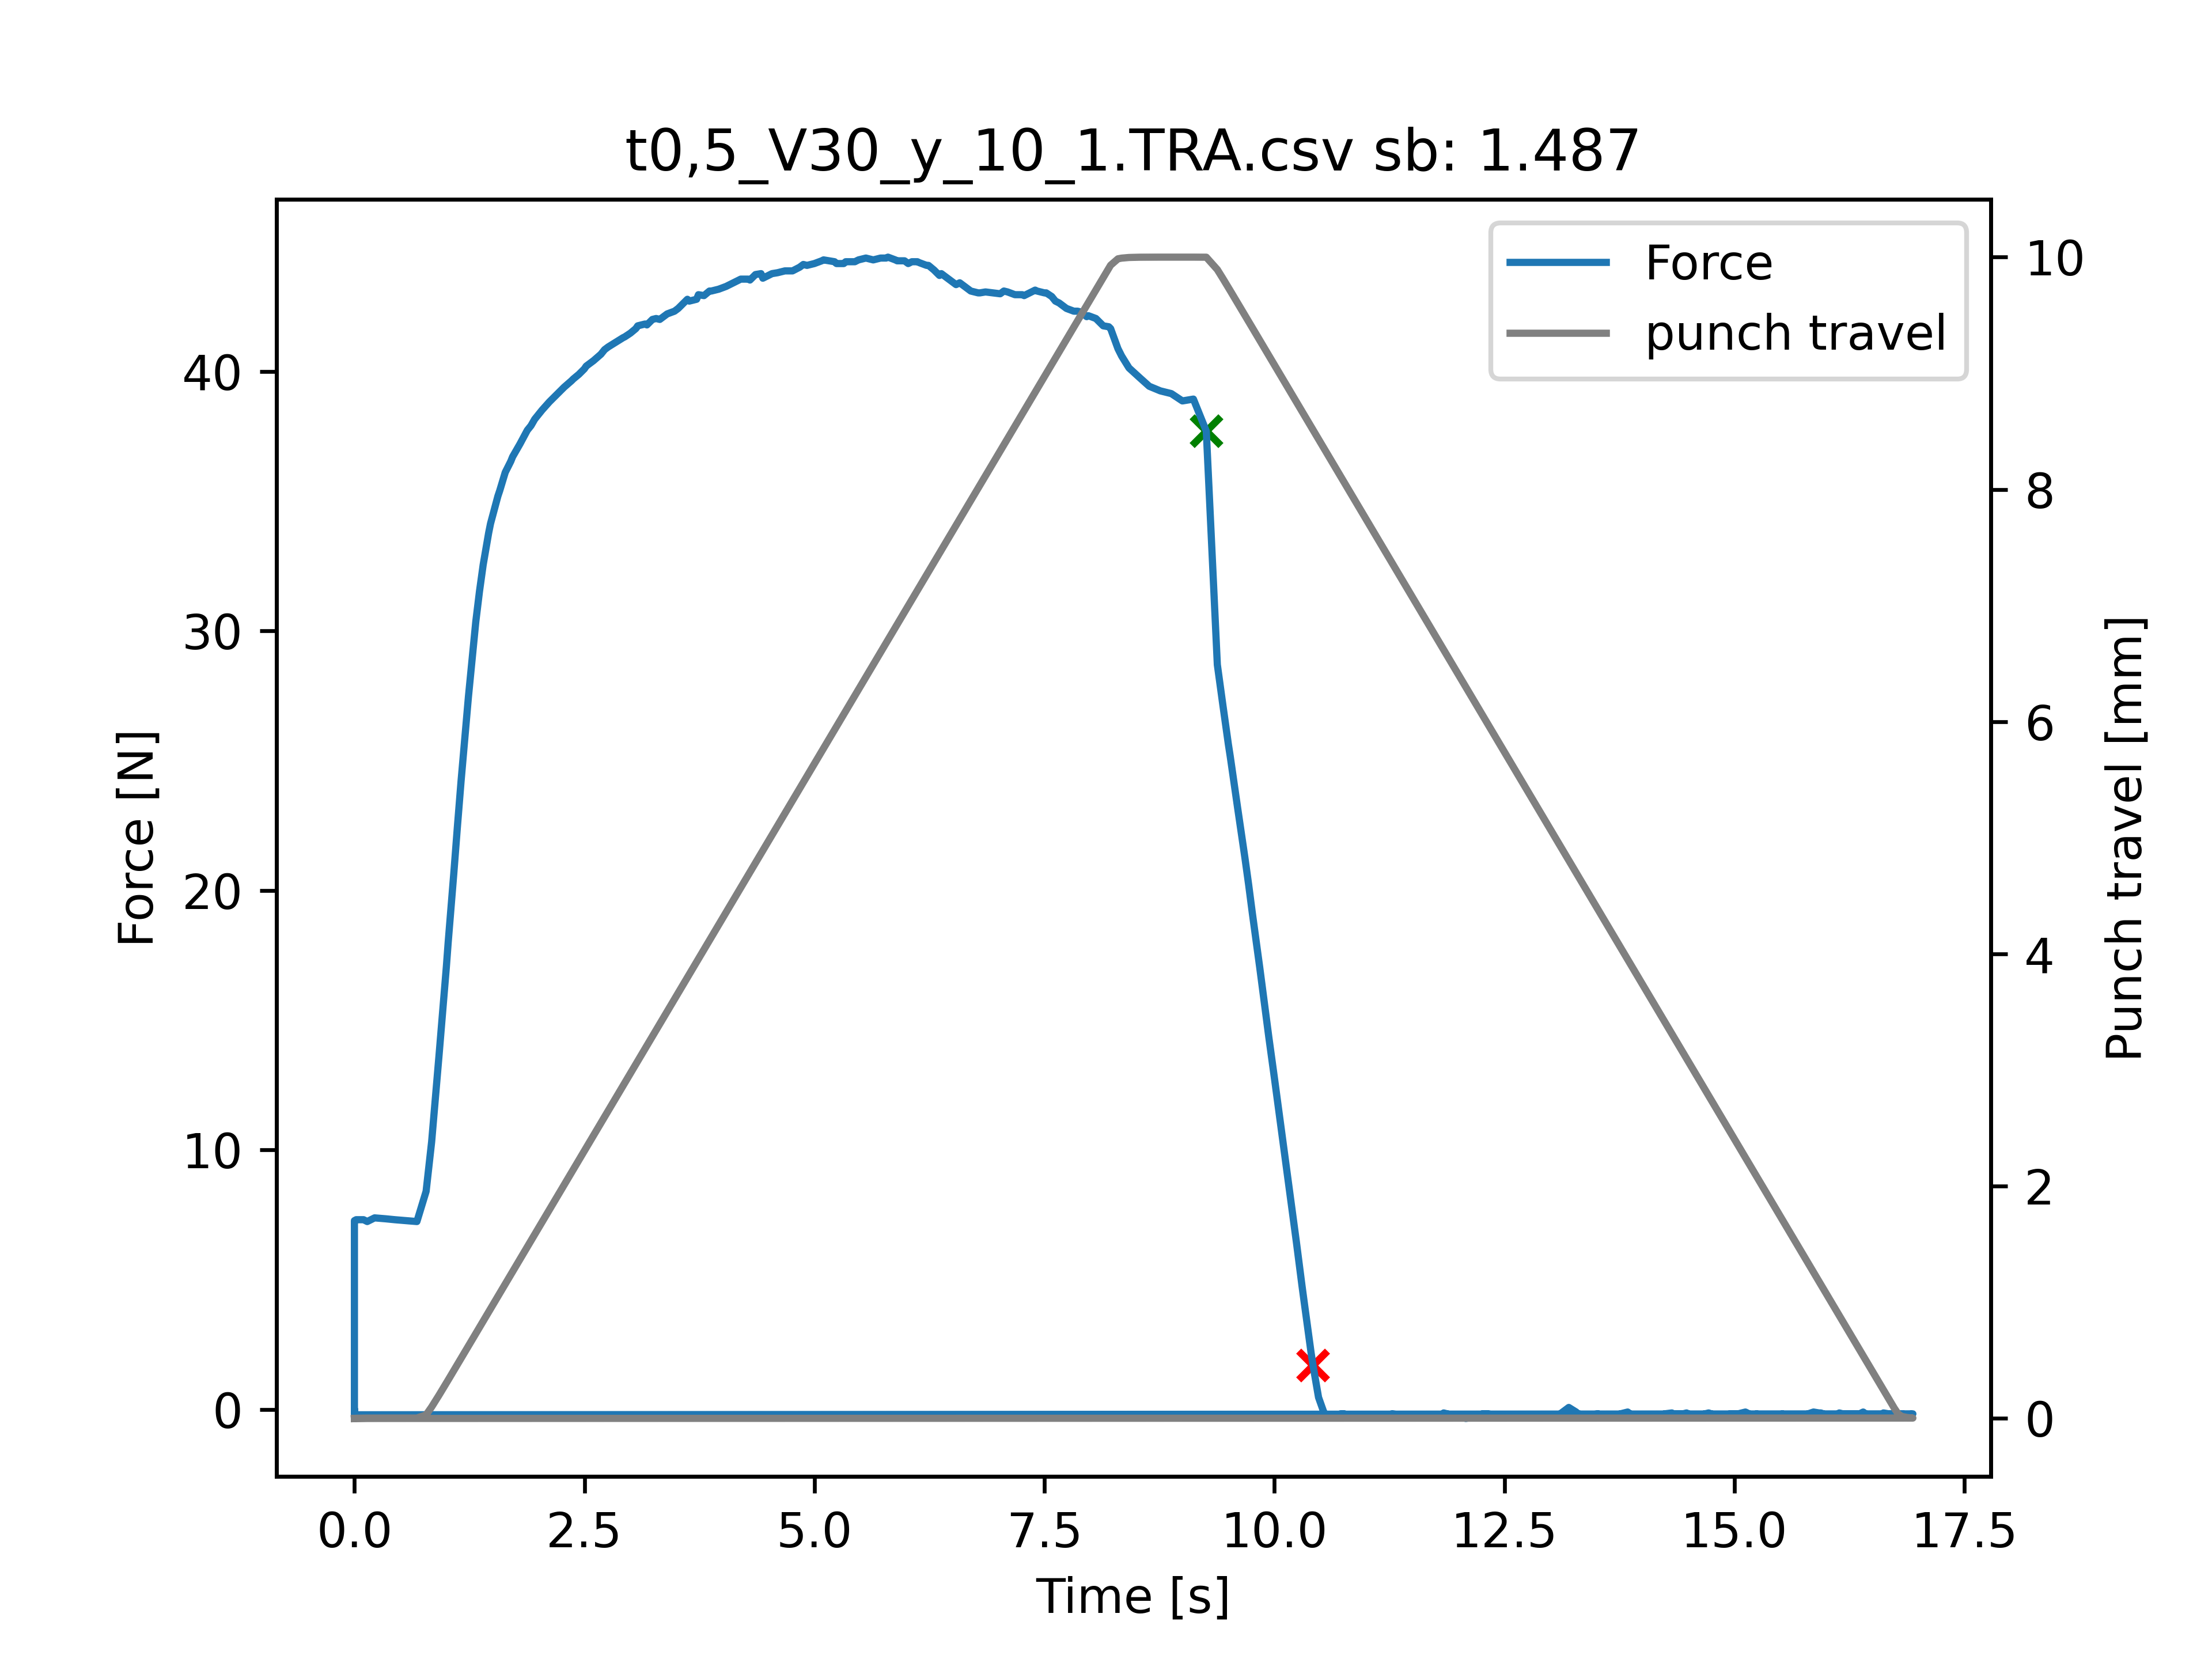 t0,5_V30_y_10_1.TRA.csv sb: 1.487
Force
punch travel
40
30
20
10
0
Force [N]
10
8
6
4
2
0
Punch travel [mm]
0.0 2.5 5.0 7.5 10.0 12.5 15.0 17.5
Time [s]